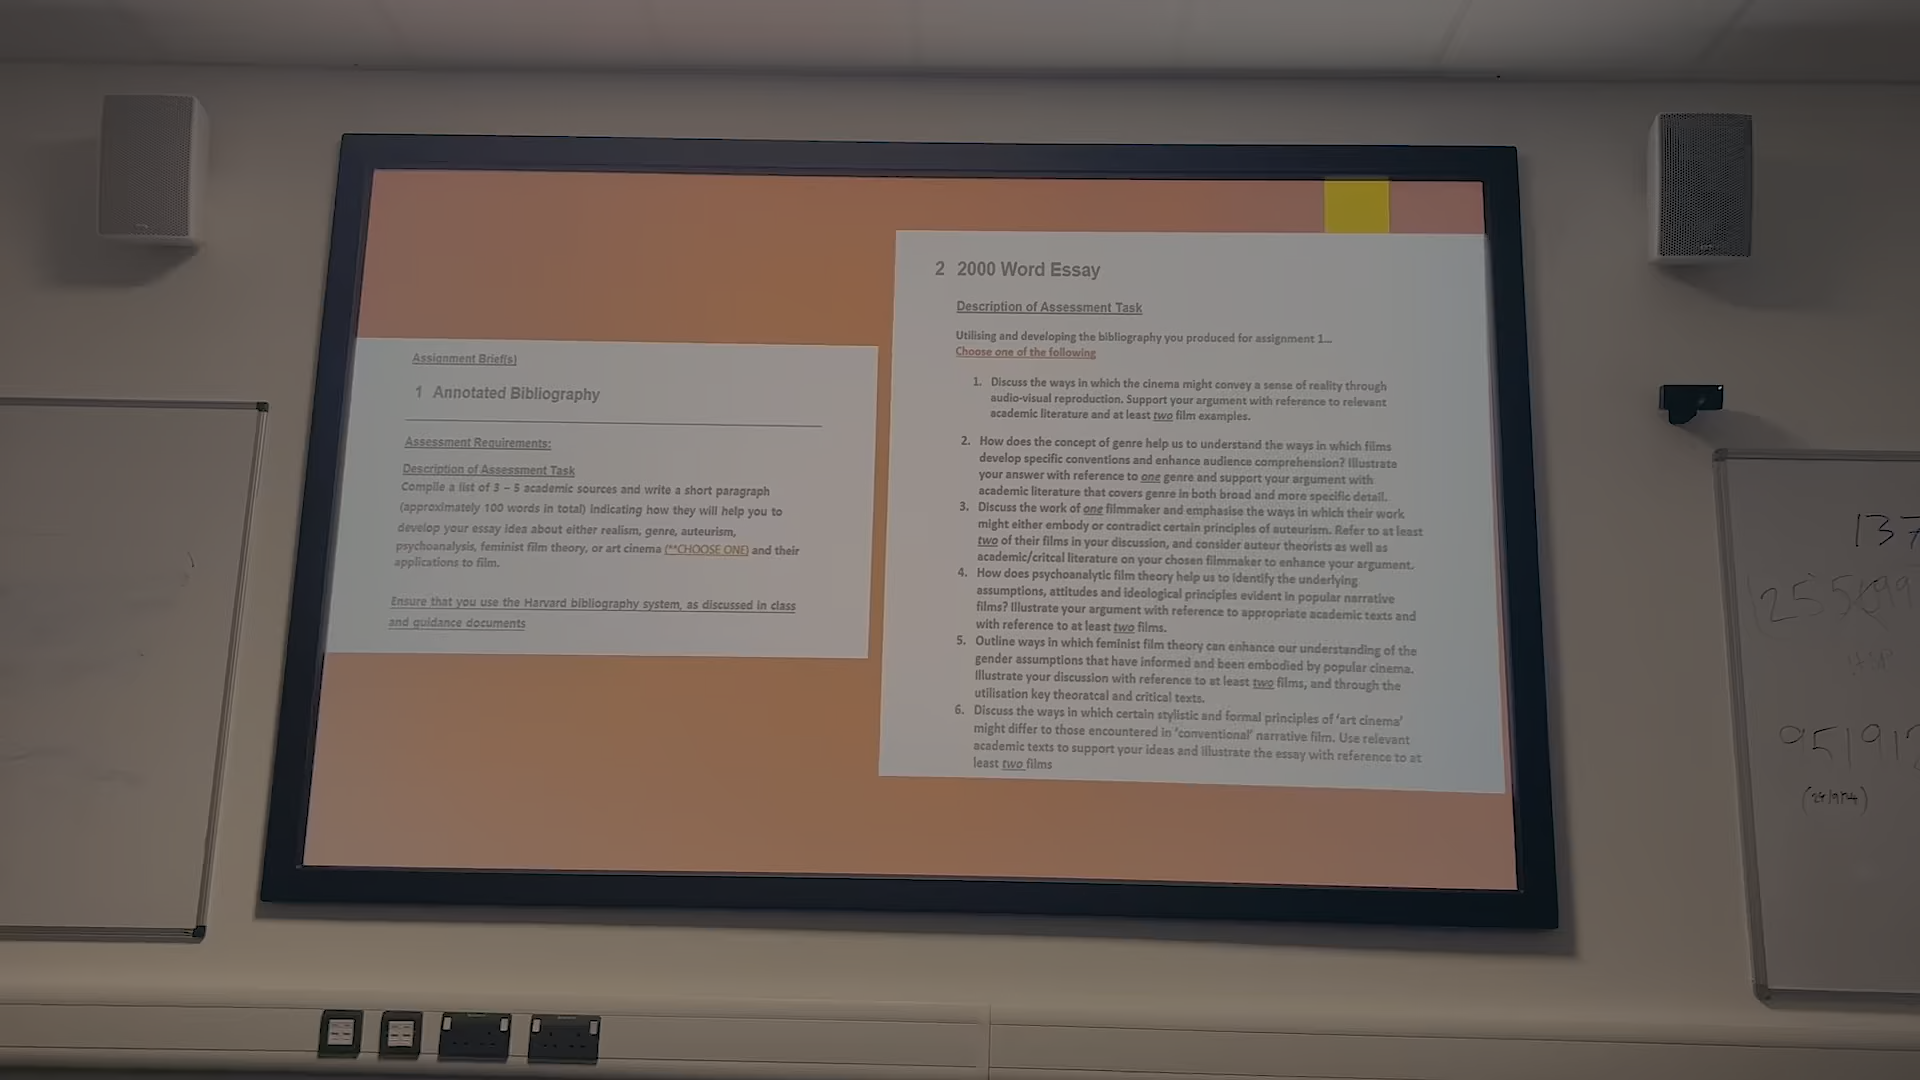 Assignment Brief(s)
1 Annotated Bibliography
Assessment Requirements:
Description of Assessment Task
Compile a list of 3 – 5 academic sources and write a short paragraph
(approximately 100 words in total) indicating how they will help you to
develop your essay idea about either realism, genre, auteurism,
psychoanalysis, feminist film theory, or art cinema (**CHOOSE ONE) and their
applications to film.
Ensure that you use the Harvard bibliography system, as discussed in class
and guidance documents
2 2000 Word Essay
Description of Assessment Task
Utilising and developing the bibliography you produced for assignment 1...
Choose one of the following
1. Discuss the ways in which the cinema might convey a sense of reality through
audio-visual reproduction. Support your argument with reference to relevant
academic literature and at least two film examples.
2. How does the concept of genre help us to understand the ways in which films
develop specific conventions and enhance audience comprehension? Illustrate
your answer with reference to one genre and support your argument with
academic literature that covers genre in both broad and more specific detail.
3. Discuss the work of one filmmaker and emphasise the ways in which their work
might either embody or contradict certain principles of auteurism. Refer to at least
two of their films in your discussion, and consider auteur theorists as well as
academic/critcal literature on your chosen filmmaker to enhance your argument.
4. How does psychoanalytic film theory help us to identify the underlying
assumptions, attitudes and ideological principles evident in popular narrative
films? Illustrate your argument with reference to appropriate academic texts and
with reference to at least two films.
5. Outline ways in which feminist film theory can enhance our understanding of the
gender assumptions that have informed and been embodied by popular cinema.
Illustrate your discussion with reference to at least two films, and through the
utilisation key theoratcal and critical texts.
6. Discuss the ways in which certain stylistic and formal principles of 'art cinema'
might differ to those encountered in 'conventional' narrative film. Use relevant
academic texts to support your ideas and illustrate the essay with reference to at
least two films
137